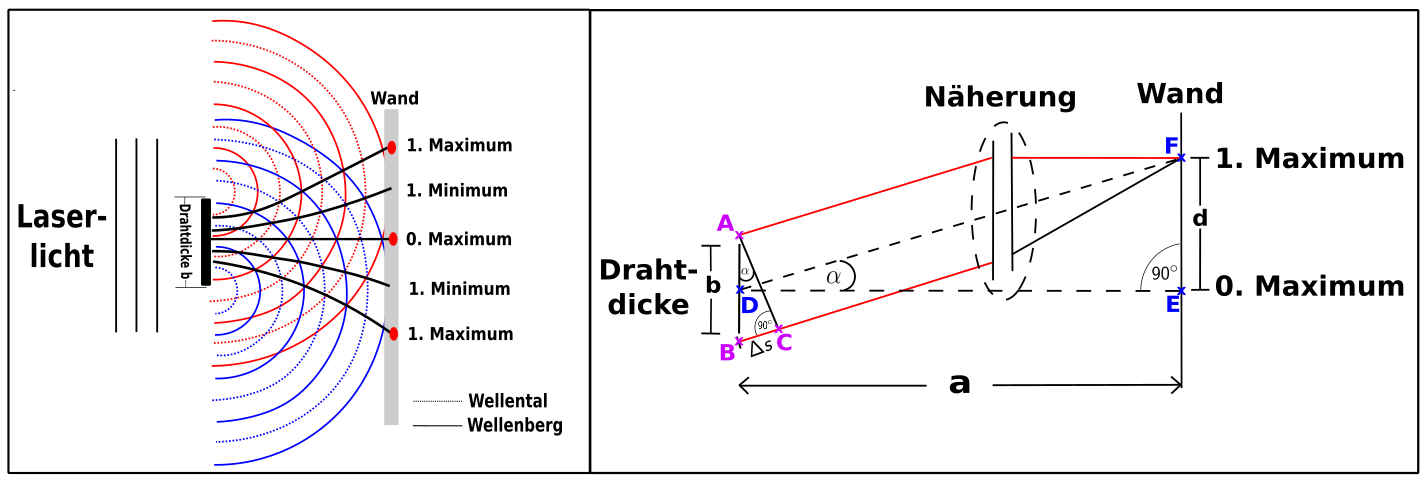 Laser-
licht
Drahtdicke b
Wand
1. Maximum
1. Minimum
0. Maximum
1. Minimum
1. Maximum
Wellental
Wellenberg
Näherung
Wand
F
1. Maximum
A
d
α
α
90°
Draht-
dicke
b
D
E
0. Maximum
90°
B
Δs
C
a